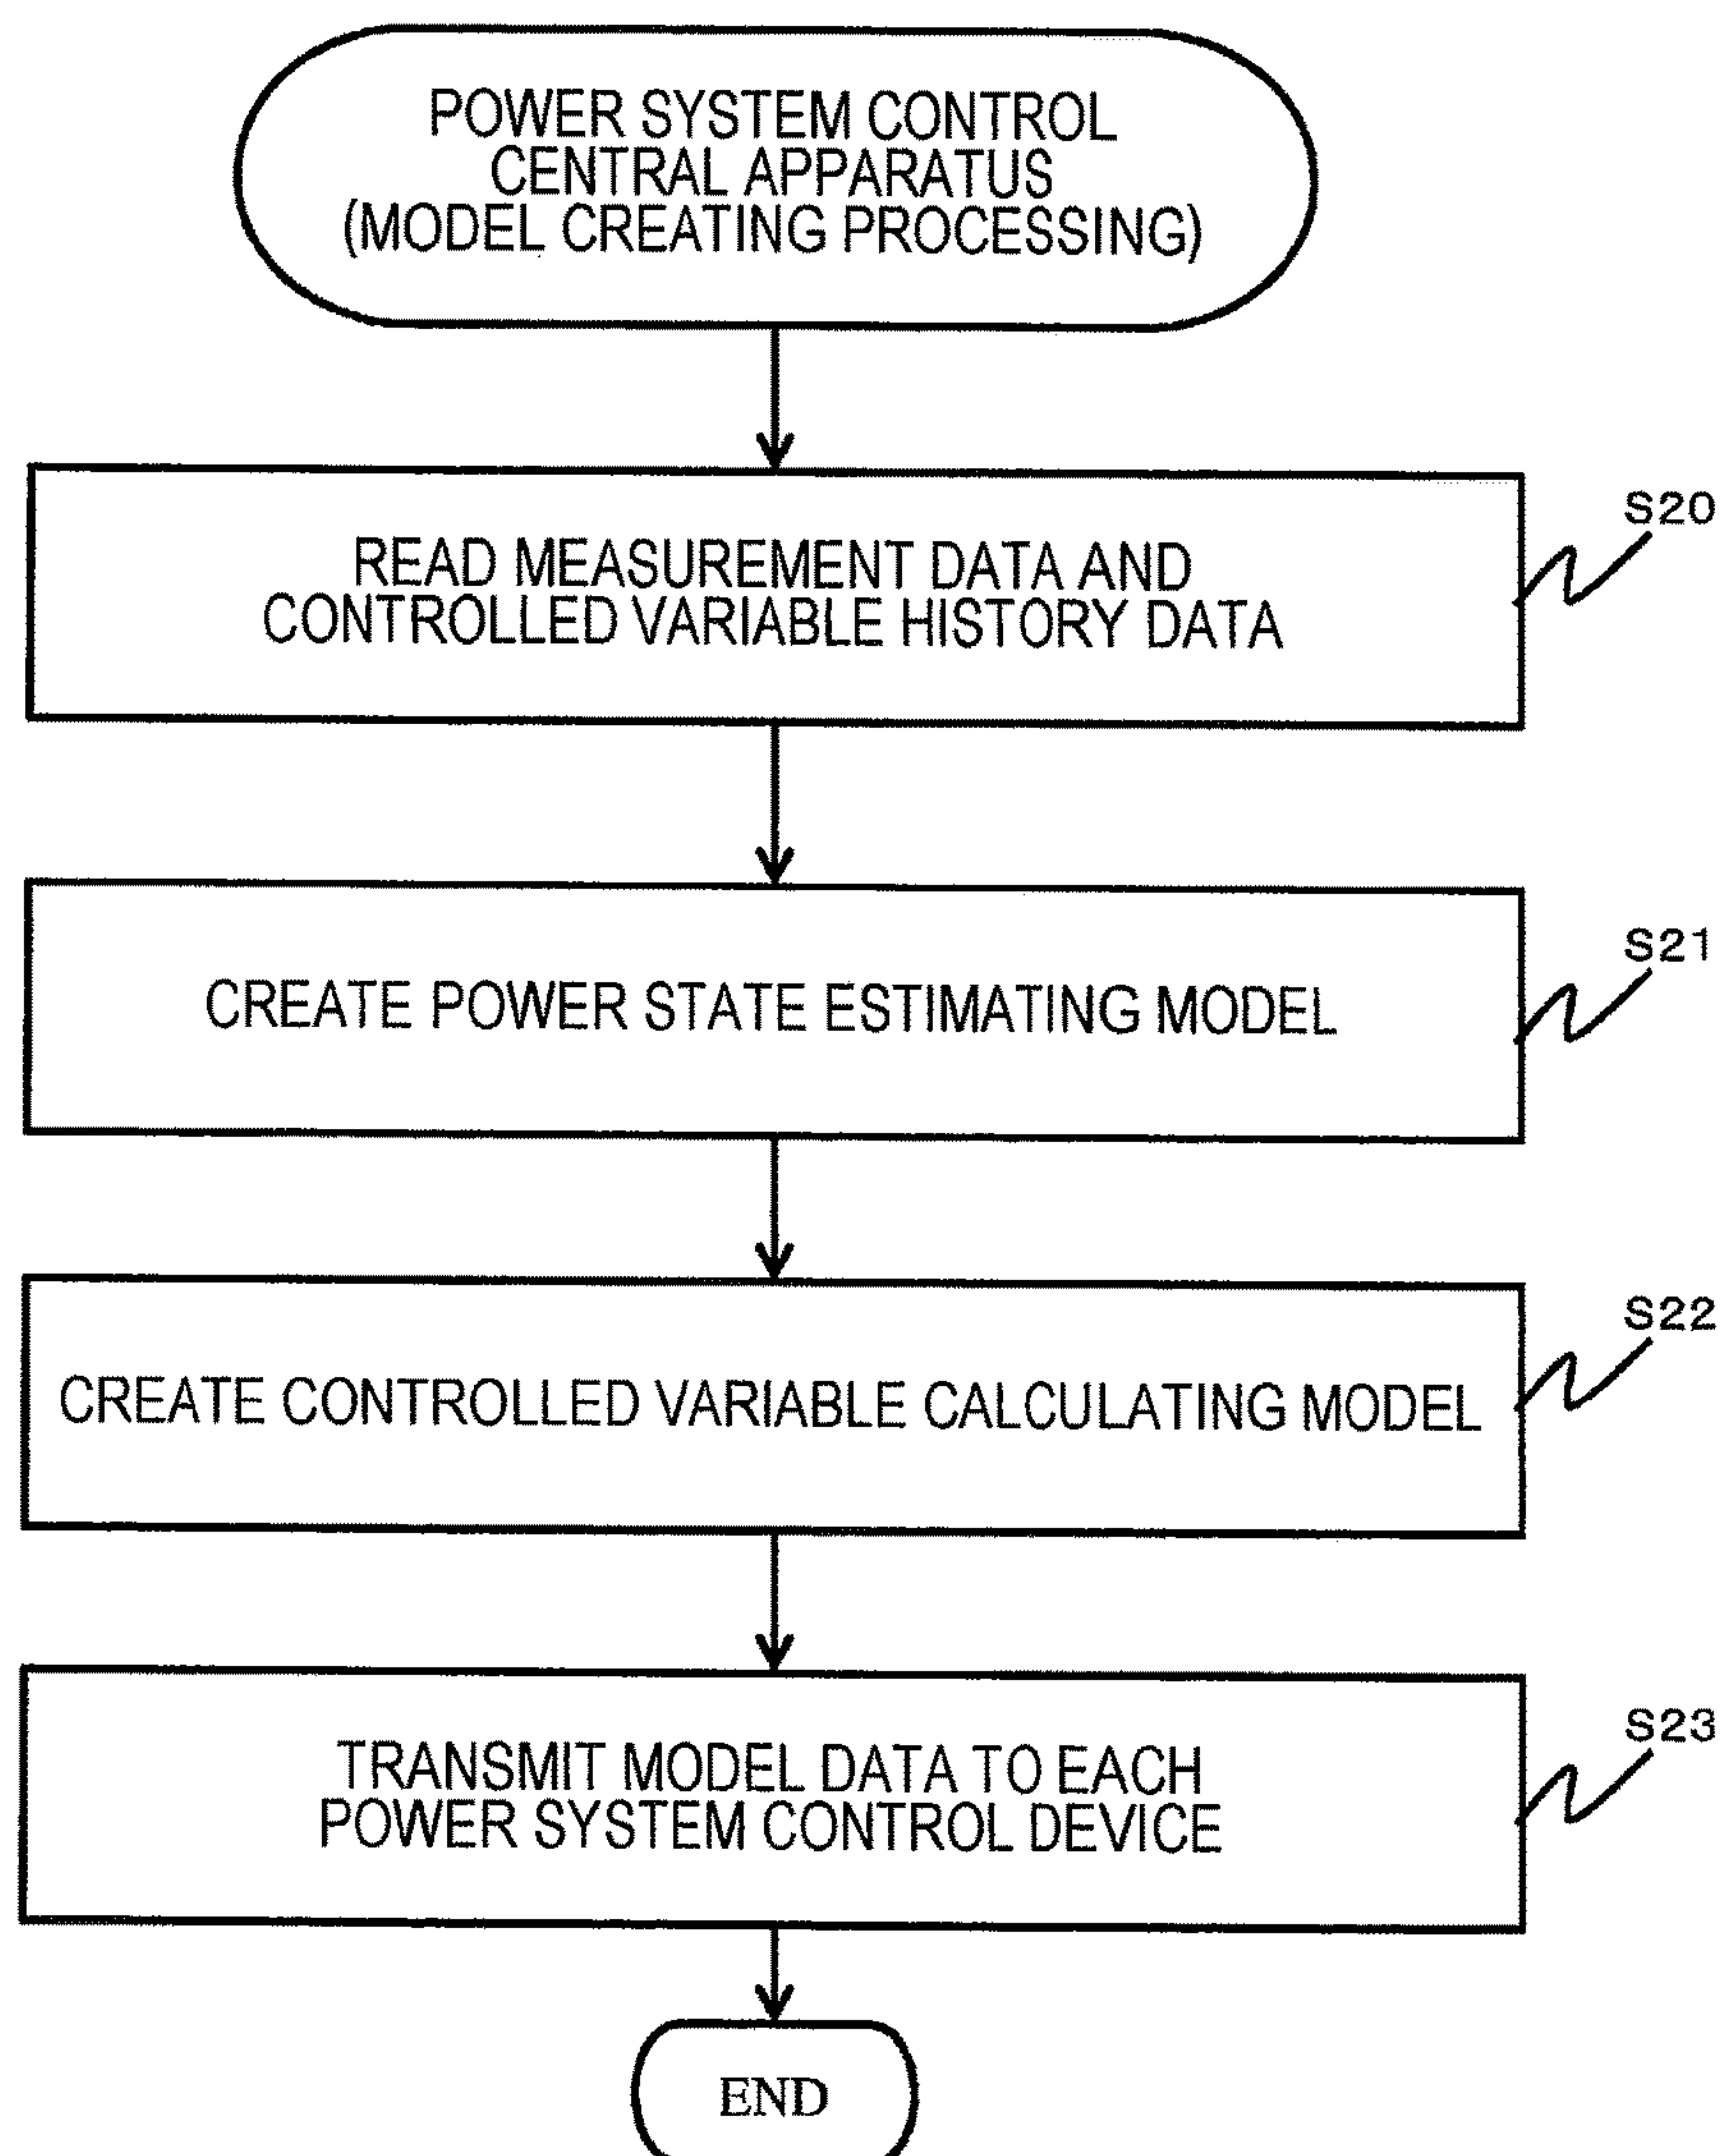 POWER SYSTEM CONTROL
CENTRAL APPARATUS
(MODEL CREATING PROCESSING)
S20
READ MEASUREMENT DATA AND
CONTROLLED VARIABLE HISTORY DATA
S21
CREATE POWER STATE ESTIMATING MODEL
S22
CREATE CONTROLLED VARIABLE CALCULATING MODEL
S23
TRANSMIT MODEL DATA TO EACH
POWER SYSTEM CONTROL DEVICE
END